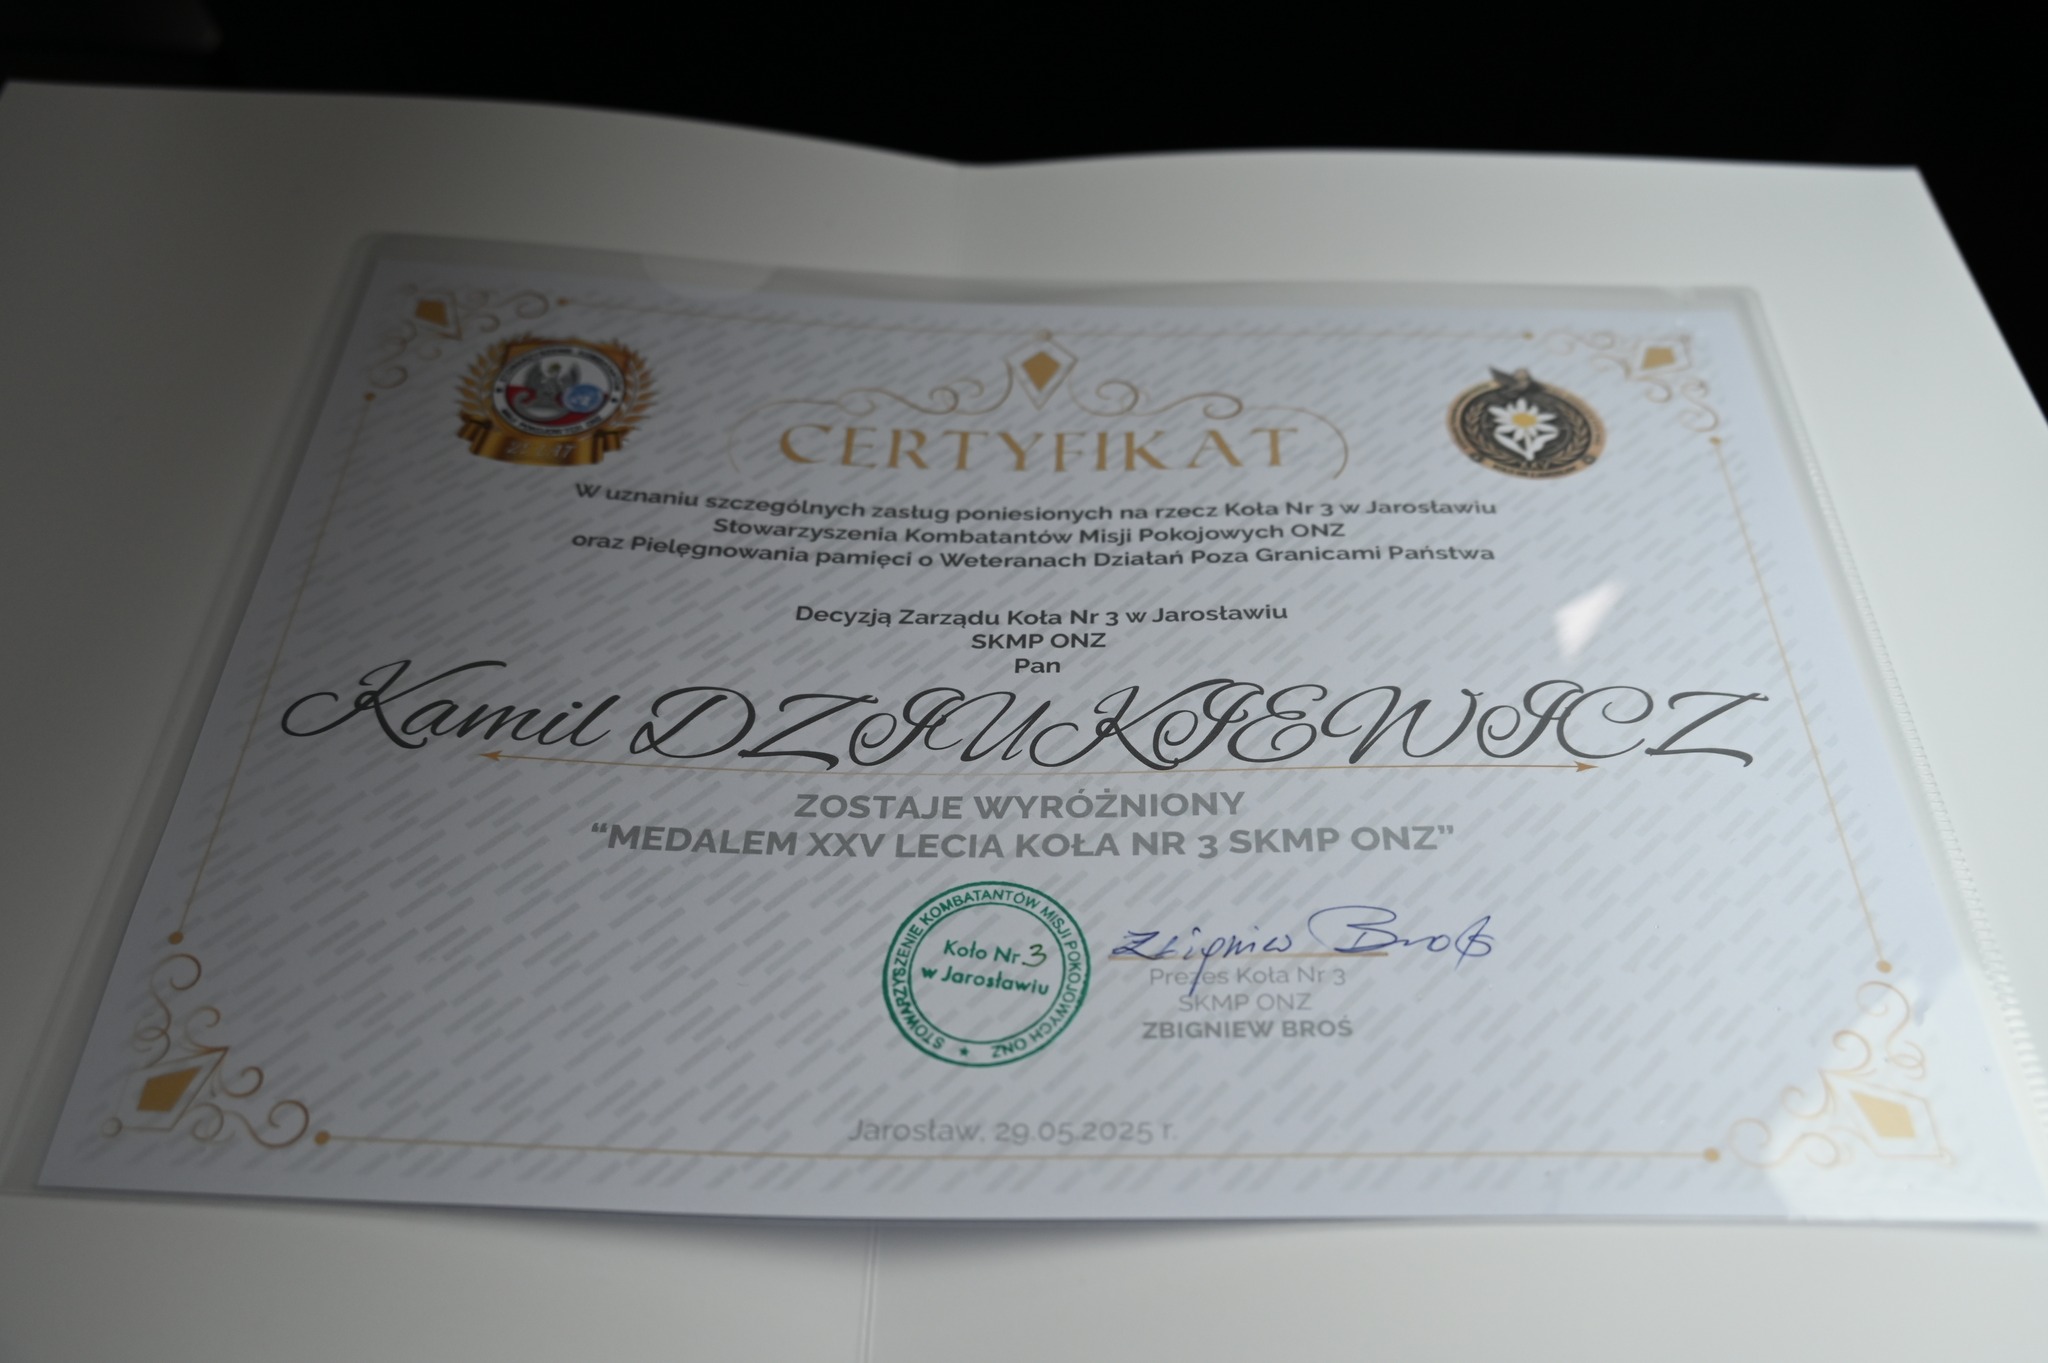 CERTYFIKAT
W uznaniu szczególnych zasług poniesionych na rzecz Koła Nr 3 w Jarosławiu
Stowarzyszenia Kombatantów Misji Pokojowych ONZ
oraz Pielęgnowania pamięci o Weteranach Działań Poza Granicami Państwa
Decyzją Zarządu Koła Nr 3 w Jarosławiu
SKMP ONZ
Pan
Kamil DZIUKIEWICZ
ZOSTAJE WYRÓŻNIONY
“MEDALEM XXV LECIA KOŁA NR 3 SKMP ONZ”
STOWARZYSZENIE KOMBATANTÓW MISJI POKOJOWYCH ONZ
Koło Nr 3
w Jarosławiu
Zbigniew Broś
Prezes Koła Nr 3
SKMP ONZ
ZBIGNIEW BROŚ
Jarosław, 29.05.2025 r.